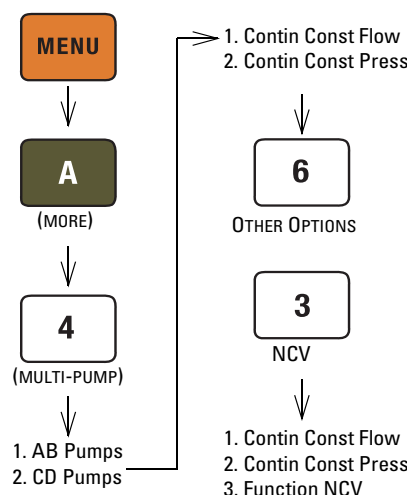 MENU
A
(MORE)
4
(MULTI-PUMP)
1. AB Pumps
2. CD Pumps
1. Contin Const Flow
2. Contin Const Press
6
OTHER OPTIONS
3
NCV
1. Contin Const Flow
2. Contin Const Press
3. Function NCV